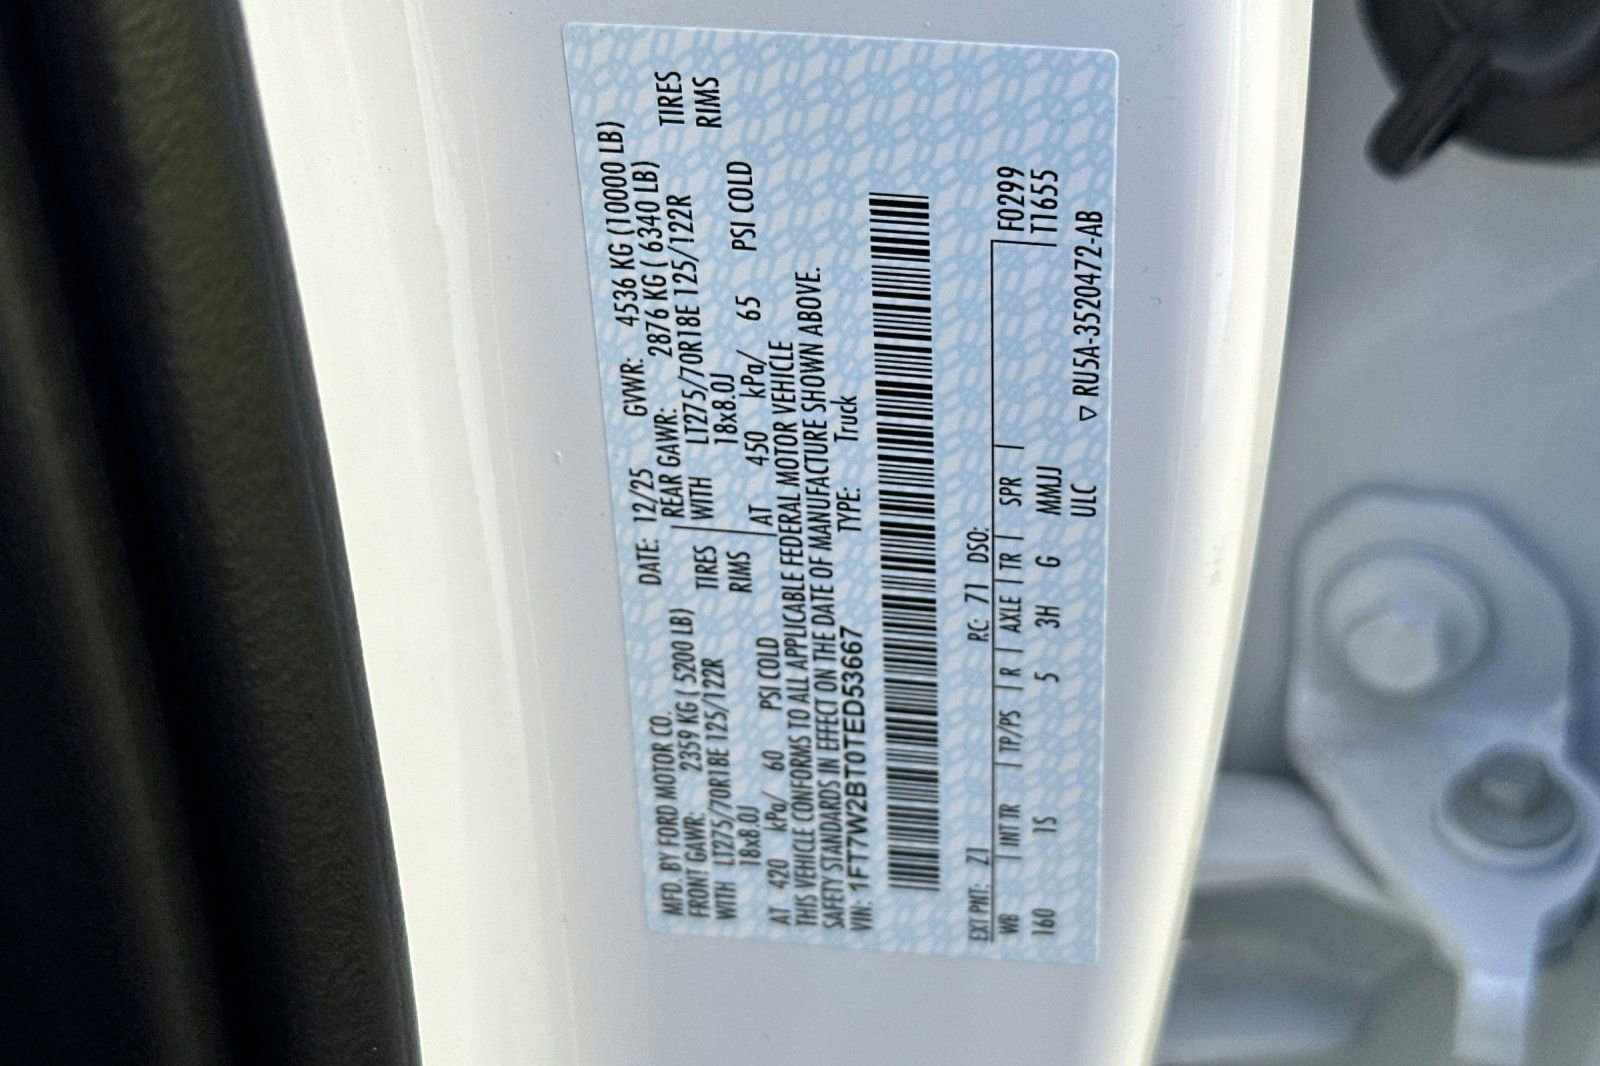 MFD. BY FORD MOTOR CO.
DATE: 12/25 GVWR: 4536 KG (10000 LB)
FRONT GAWR: 2359 KG ( 5200 LB)
REAR GAWR: 2876 KG ( 6340 LB)
WITH LT275/70R18E 125/122R TIRES
WITH LT275/70R18E 125/122R TIRES
18x8.0J RIMS
18x8.0J RIMS
AT 420 kPa/ 60 PSI COLD
AT 450 kPa/ 65 PSI COLD
THIS VEHICLE CONFORMS TO ALL APPLICABLE FEDERAL MOTOR VEHICLE
SAFETY STANDARDS IN EFFECT ON THE DATE OF MANUFACTURE SHOWN ABOVE.
VIN: 1FT7W2BT0TED53667 TYPE: Truck
EXT PNT: Z1 RC: 71 DSO:
WB INT TR TP/PS R AXLE TR SPR F0299
160 1S 5 3H G MMJJ T1655
ULC ▽ RU5A-3520472-AB